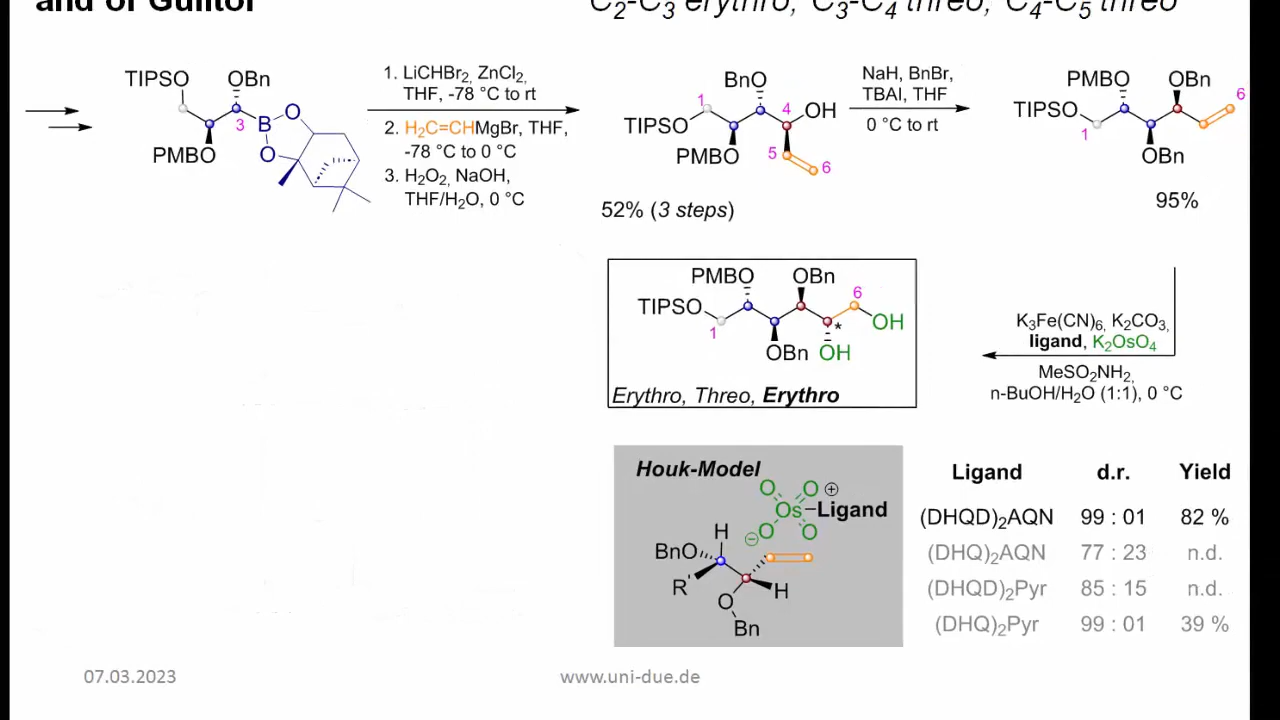 and of Gulitol
C2-C3 erythro, C3-C4 threo, C4-C5 threo
TIPSO
OBn
3
B
O
O
PMBO
1. LiCHBr2, ZnCl2,
THF, -78 °C to rt
2. H2C=CHMgBr, THF,
-78 °C to 0 °C
3. H2O2, NaOH,
THF/H2O, 0 °C
BnO
1
4
OH
TIPSO
PMBO
5
6
52% (3 steps)
NaH, BnBr,
TBAI, THF
0 °C to rt
PMBO
OBn
6
TIPSO
1
OBn
95%
PMBO
OBn
6
TIPSO
OH
1
*
OBn
OH
Erythro, Threo, Erythro
K3Fe(CN)6, K2CO3,
ligand, K2OsO4
MeSO2NH2,
n-BuOH/H2O (1:1), 0 °C
Houk-Model
O
O
⊕
Os
Ligand
⊖
O
O
H
BnO
R'
H
O
Bn
Ligand d.r. Yield
(DHQD)2AQN 99 : 01 82 %
(DHQ)2AQN 77 : 23 n.d.
(DHQD)2Pyr 85 : 15 n.d.
(DHQ)2Pyr 99 : 01 39 %
07.03.2023
www.uni-due.de